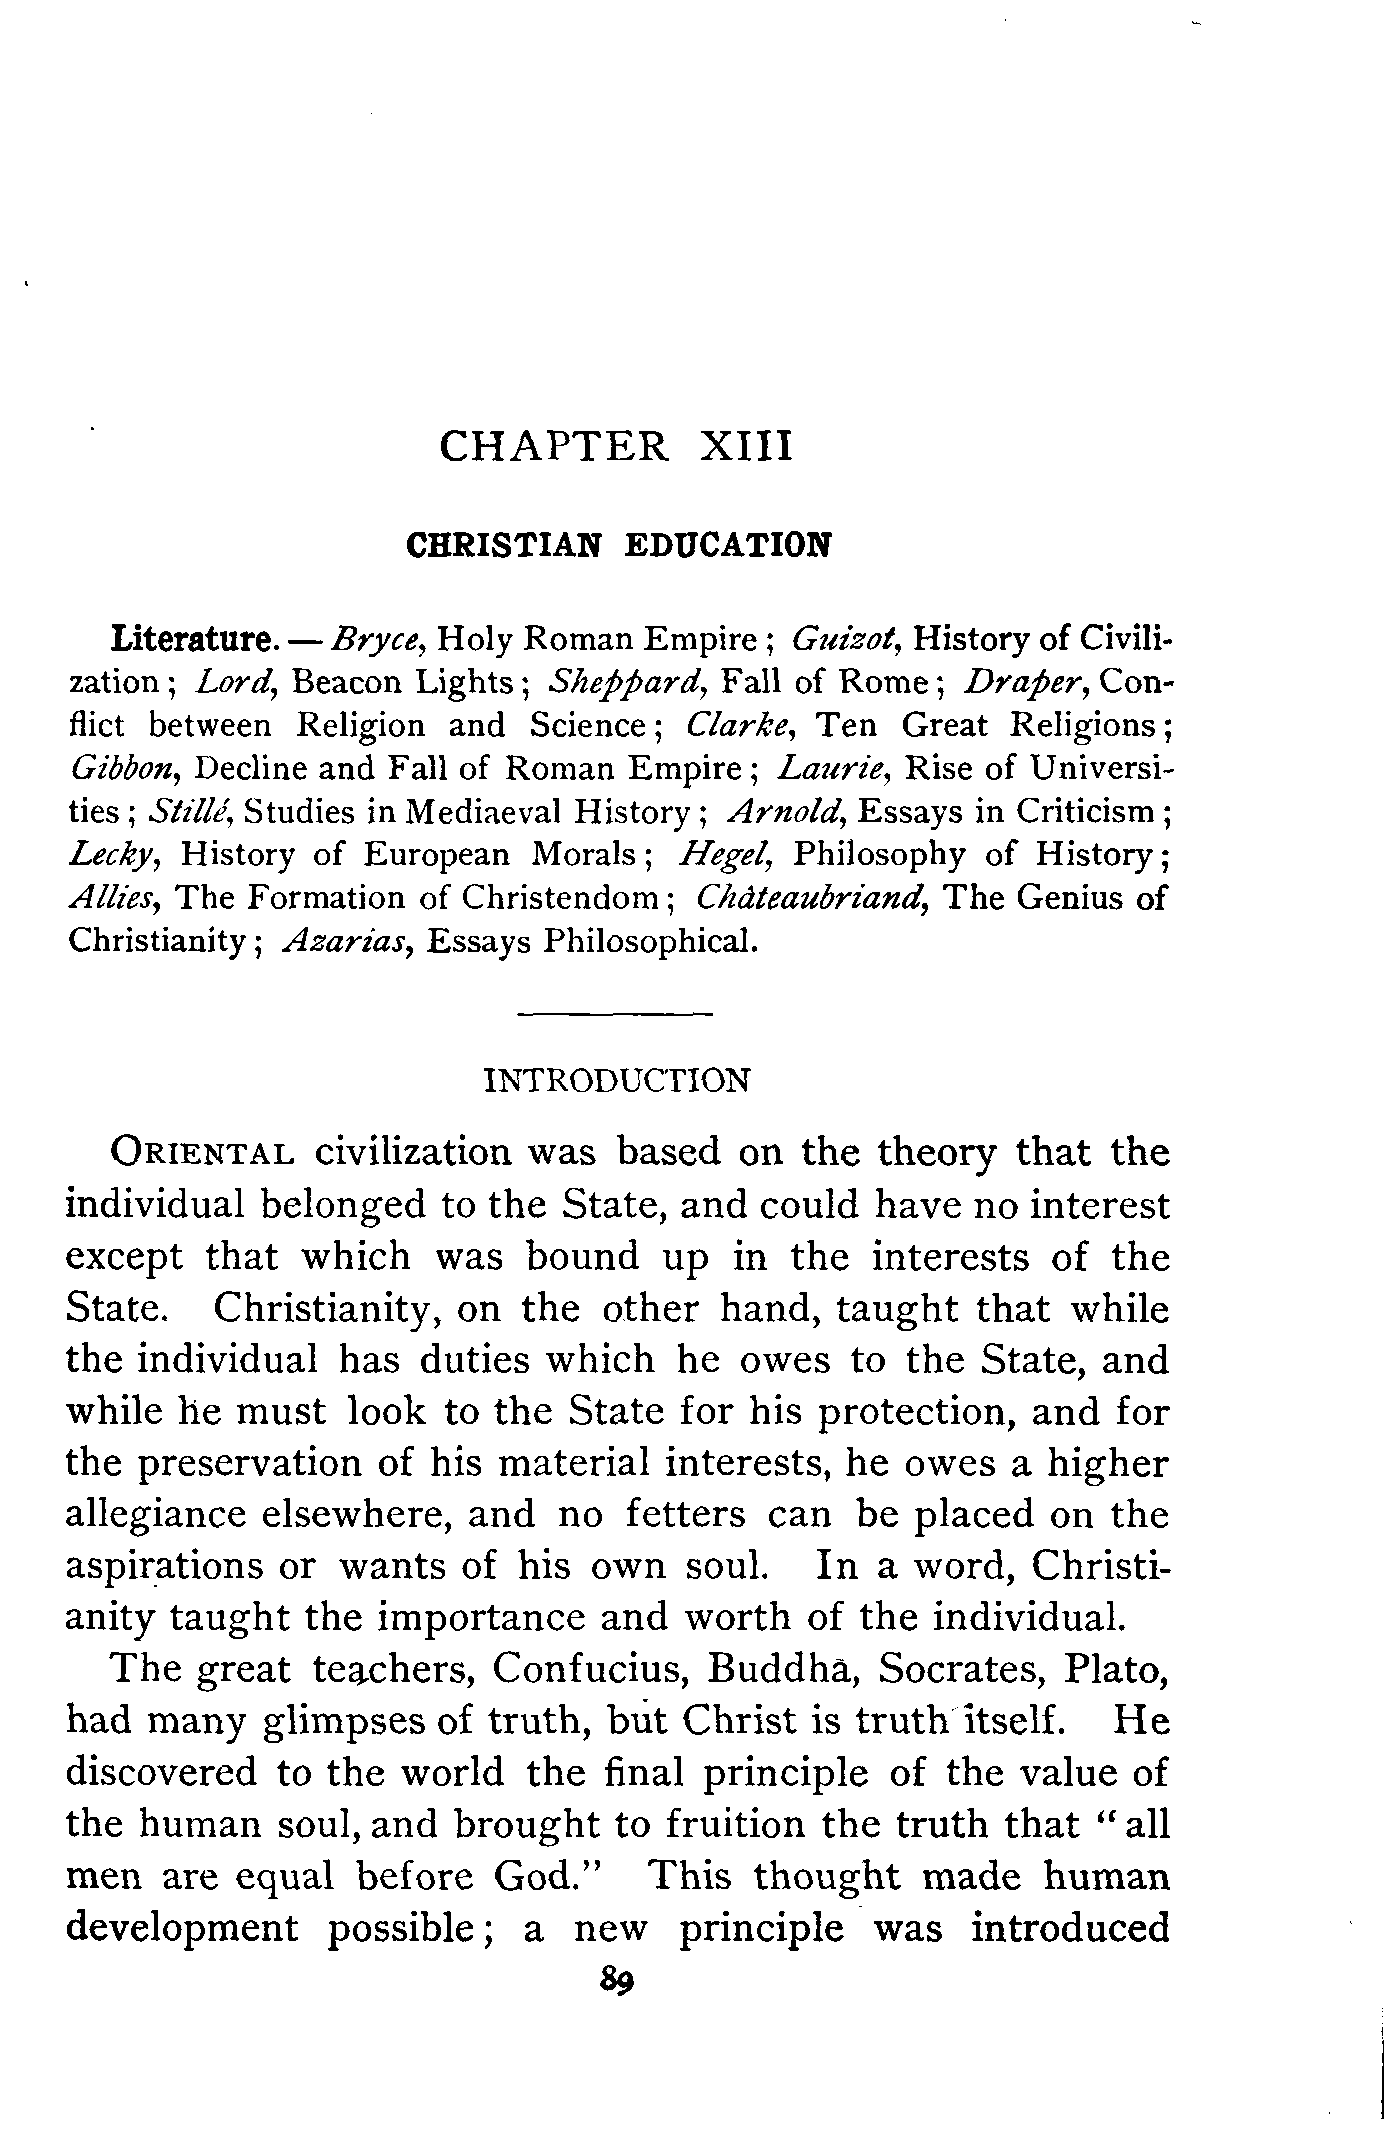 CHAPTER XIII
CHRISTIAN EDUCATION
Literature. — Bryce, Holy Roman Empire ; Guizot, History of Civili-
zation ; Lord, Beacon Lights ; Sheppard, Fall of Rome ; Draper, Con-
flict between Religion and Science ; Clarke, Ten Great Religions ;
Gibbon, Decline and Fall of Roman Empire ; Laurie, Rise of Universi-
ties ; Stillé, Studies in Mediaeval History ; Arnold, Essays in Criticism ;
Lecky, History of European Morals ; Hegel, Philosophy of History ;
Allies, The Formation of Christendom ; Châteaubriand, The Genius of
Christianity ; Azarias, Essays Philosophical.
INTRODUCTION
ORIENTAL civilization was based on the theory that the
individual belonged to the State, and could have no interest
except that which was bound up in the interests of the
State. Christianity, on the other hand, taught that while
the individual has duties which he owes to the State, and
while he must look to the State for his protection, and for
the preservation of his material interests, he owes a higher
allegiance elsewhere, and no fetters can be placed on the
aspirations or wants of his own soul. In a word, Christi-
anity taught the importance and worth of the individual.
The great teachers, Confucius, Buddha, Socrates, Plato,
had many glimpses of truth, but Christ is truth itself. He
discovered to the world the final principle of the value of
the human soul, and brought to fruition the truth that “ all
men are equal before God.” This thought made human
development possible ; a new principle was introduced
89